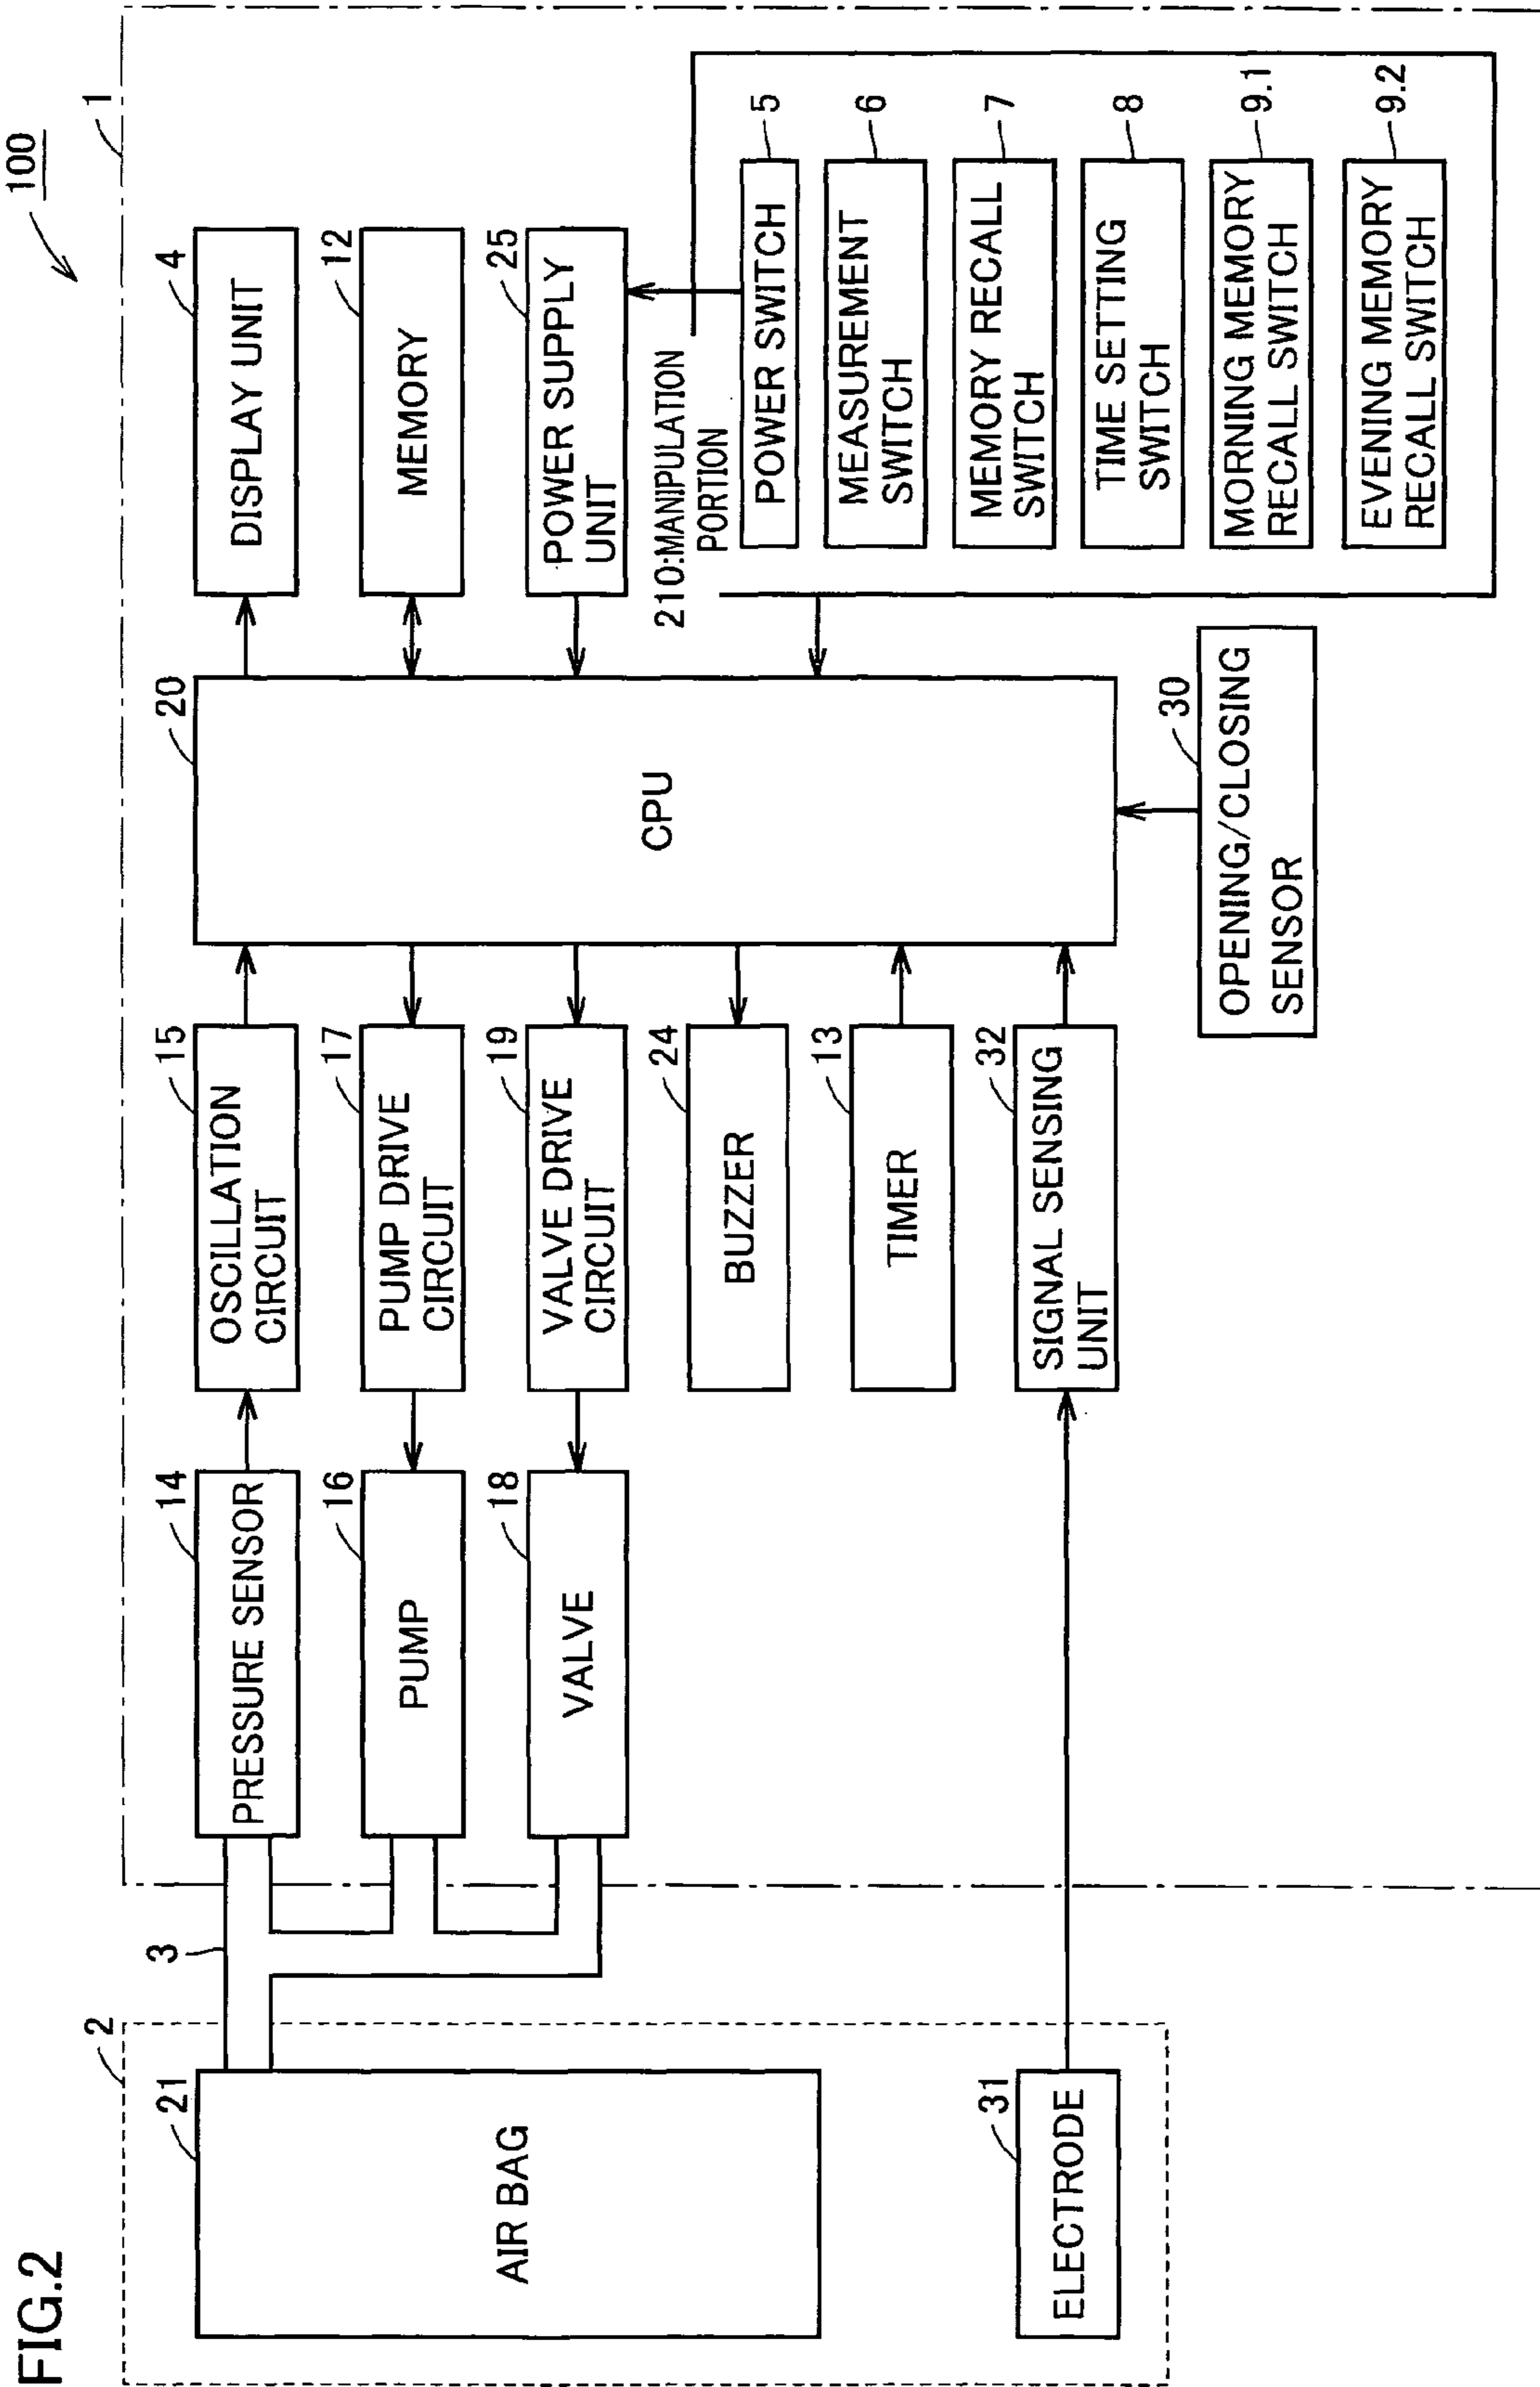 FIG.2
100
1
2
21
AIR BAG
31
ELECTRODE
3
14
PRESSURE SENSOR
16
PUMP
18
VALVE
15
OSCILLATION
CIRCUIT
17
PUMP DRIVE
CIRCUIT
19
VALVE DRIVE
CIRCUIT
24
BUZZER
13
TIMER
32
SIGNAL SENSING
UNIT
20
CPU
30
OPENING/CLOSING
SENSOR
4
DISPLAY UNIT
12
MEMORY
25
POWER SUPPLY
UNIT
210:MANIPULATION
PORTION
POWER SWITCH
5
MEASUREMENT
SWITCH
6
MEMORY RECALL
SWITCH
7
TIME SETTING
SWITCH
8
MORNING MEMORY
RECALL SWITCH
9.1
EVENING MEMORY
RECALL SWITCH
9.2